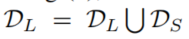 𝒟_L = 𝒟_L ⋃ 𝒟_S